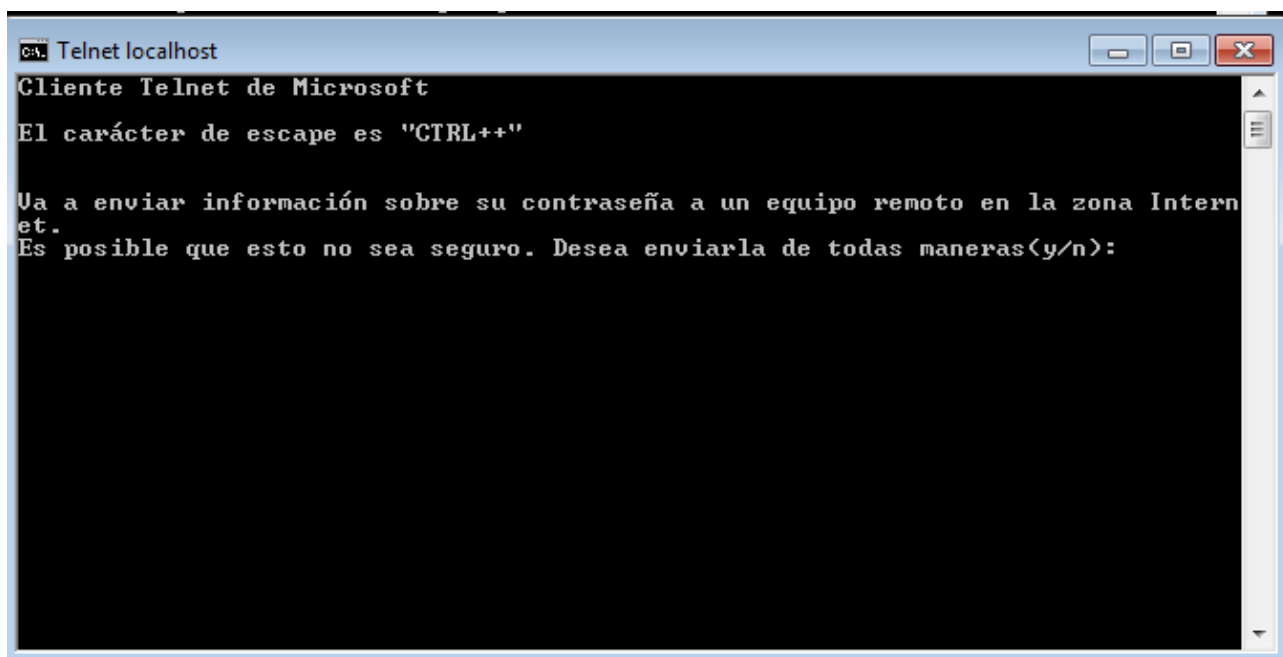 C:\.
Telnet localhost
Cliente Telnet de Microsoft
El carácter de escape es "CTRL++"
Va a enviar información sobre su contraseña a un equipo remoto en la zona Intern
et.
Es posible que esto no sea seguro. Desea enviarla de todas maneras(y/n):